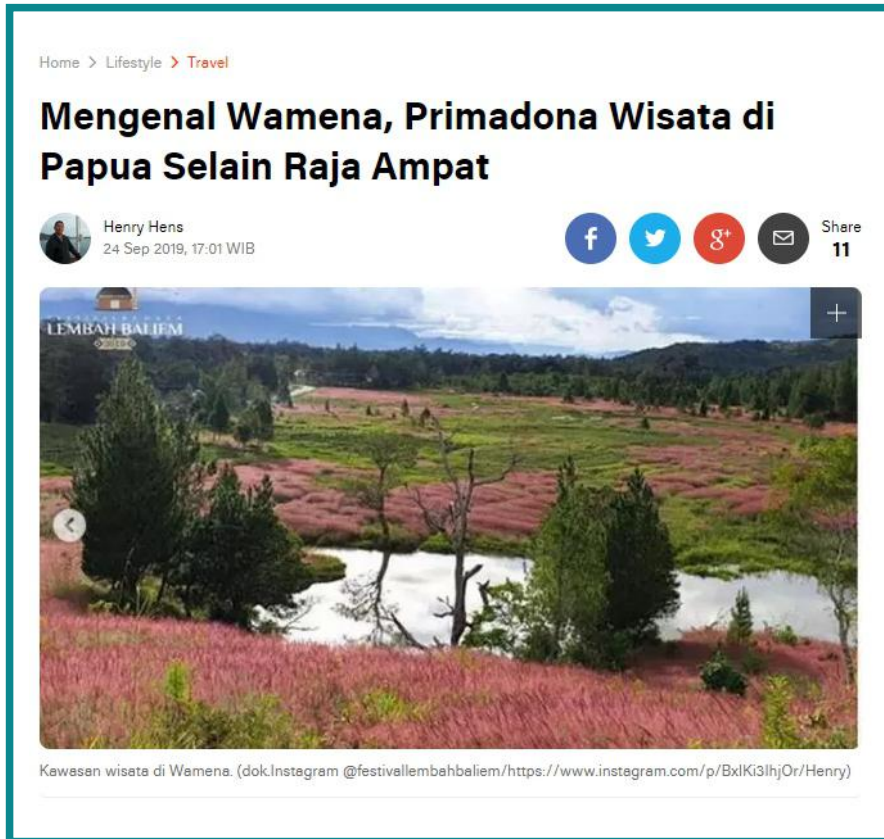 Home > Lifestyle > Travel
Mengenal Wamena, Primadona Wisata di
Papua Selain Raja Ampat
Henry Hens
24 Sep 2019, 17:01 WIB
Share
11
LEMBAH BALIEM
Kawasan wisata di Wamena. (dok.Instagram @festivallembahbaliem/https://www.instagram.com/p/BxlKi3lhjOr/Henry)